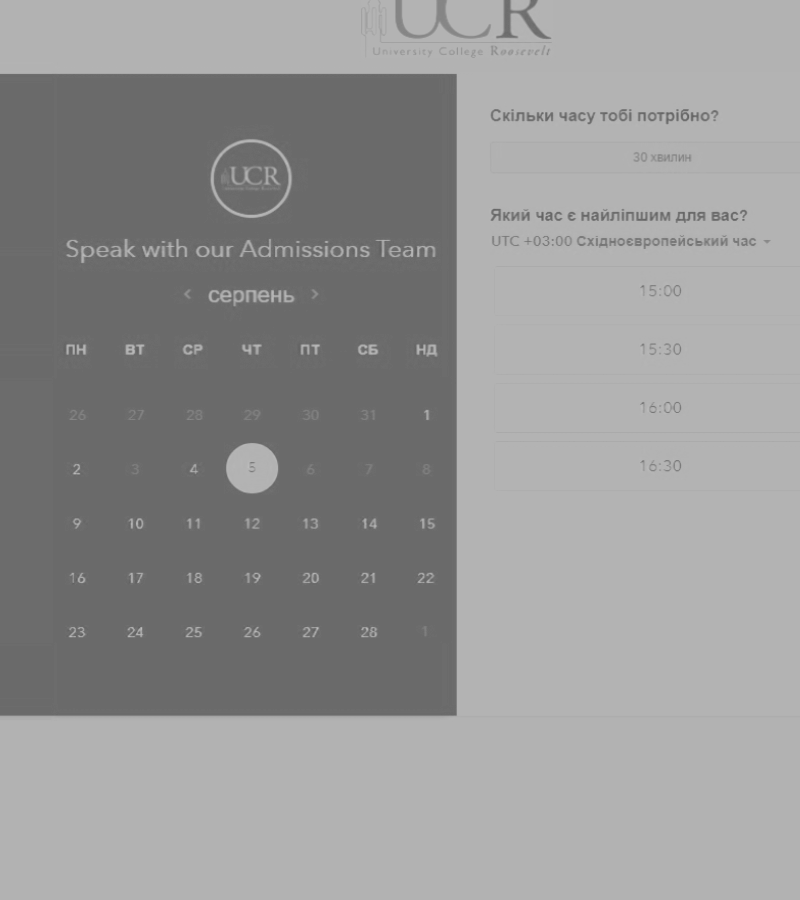 UCR
University College Roosevelt
UCR
Speak with our Admissions Team
< серпень >
ПН ВТ СР ЧТ ПТ СБ НД
26 27 28 29 30 31 1
2 3 4 5 6 7 8
9 10 11 12 13 14 15
16 17 18 19 20 21 22
23 24 25 26 27 28 1
Скільки часу тобі потрібно?
30 хвилин
Який час є найліпшим для вас?
UTC +03:00 Східноєвропейський час
15:00
15:30
16:00
16:30